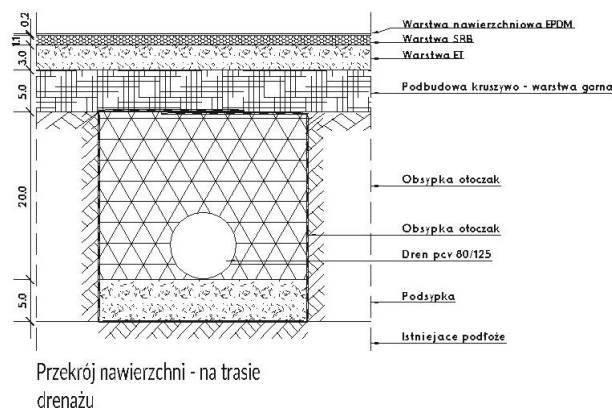 0.2
1.1
3.0
5.0
20.0
5.0
Warstwa nawierzchniowa EPDM
Warstwa SBR
Warstwa ET
Podbudowa kruszywo - warstwa gorna
Obsypka otoczak
Obsypka otoczak
Dren pcv 80/125
Podsypka
Istniejace podłoże
Przekrój nawierzchni - na trasie
drenażu